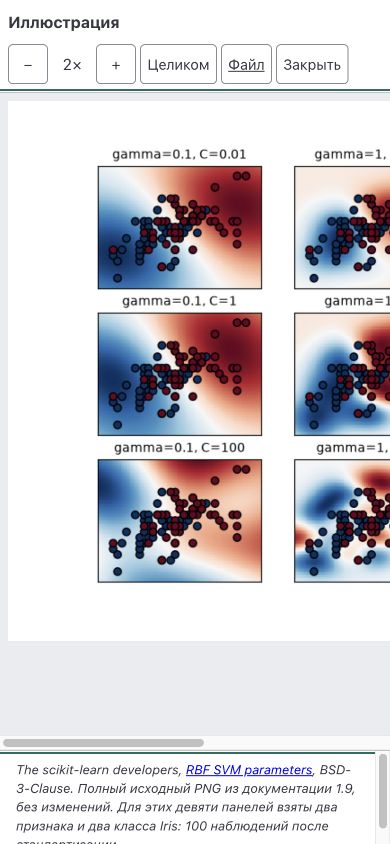 Иллюстрация
− 2× + Целиком Файл Закрыть
gamma=0.1, C=0.01 gamma=1,
gamma=0.1, C=1 gamma=1
gamma=0.1, C=100 gamma=1,
The scikit-learn developers, RBF SVM parameters, BSD-
3-Clause. Полный исходный PNG из документации 1.9,
без изменений. Для этих девяти панелей взяты два
признака и два класса Iris: 100 наблюдений после